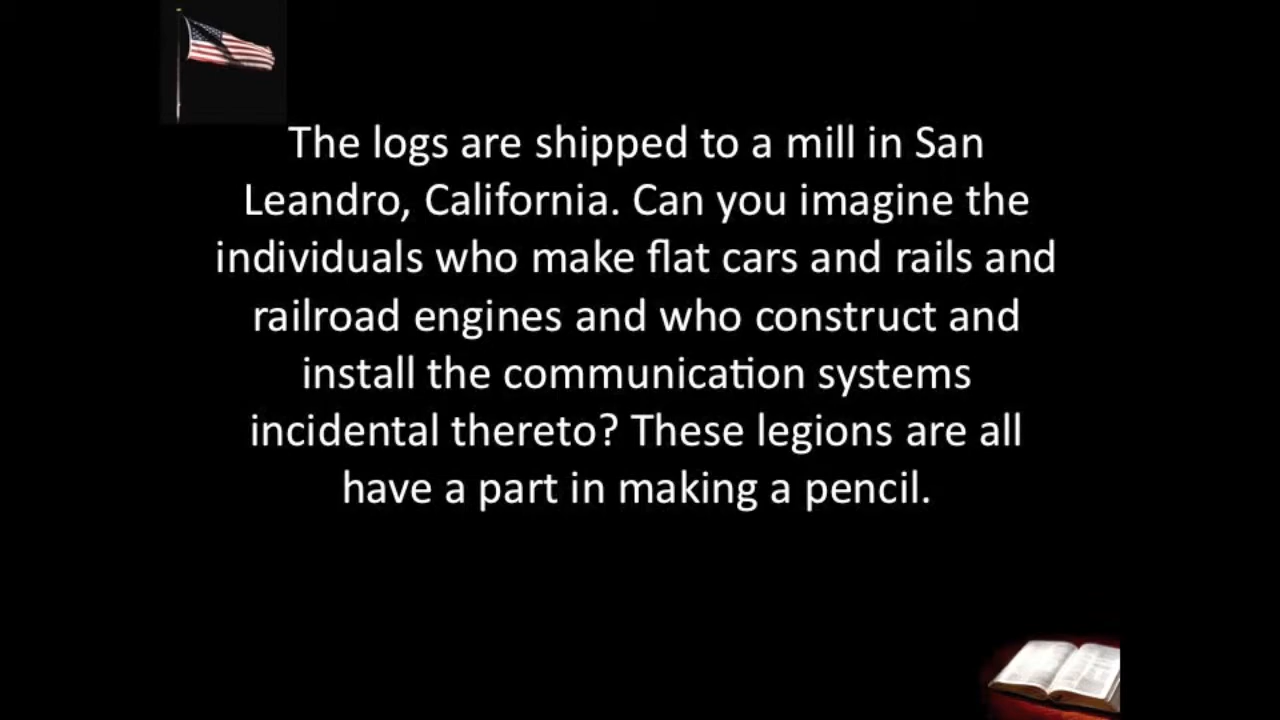 The logs are shipped to a mill in San
Leandro, California. Can you imagine the
individuals who make flat cars and rails and
railroad engines and who construct and
install the communication systems
incidental thereto? These legions are all
have a part in making a pencil.